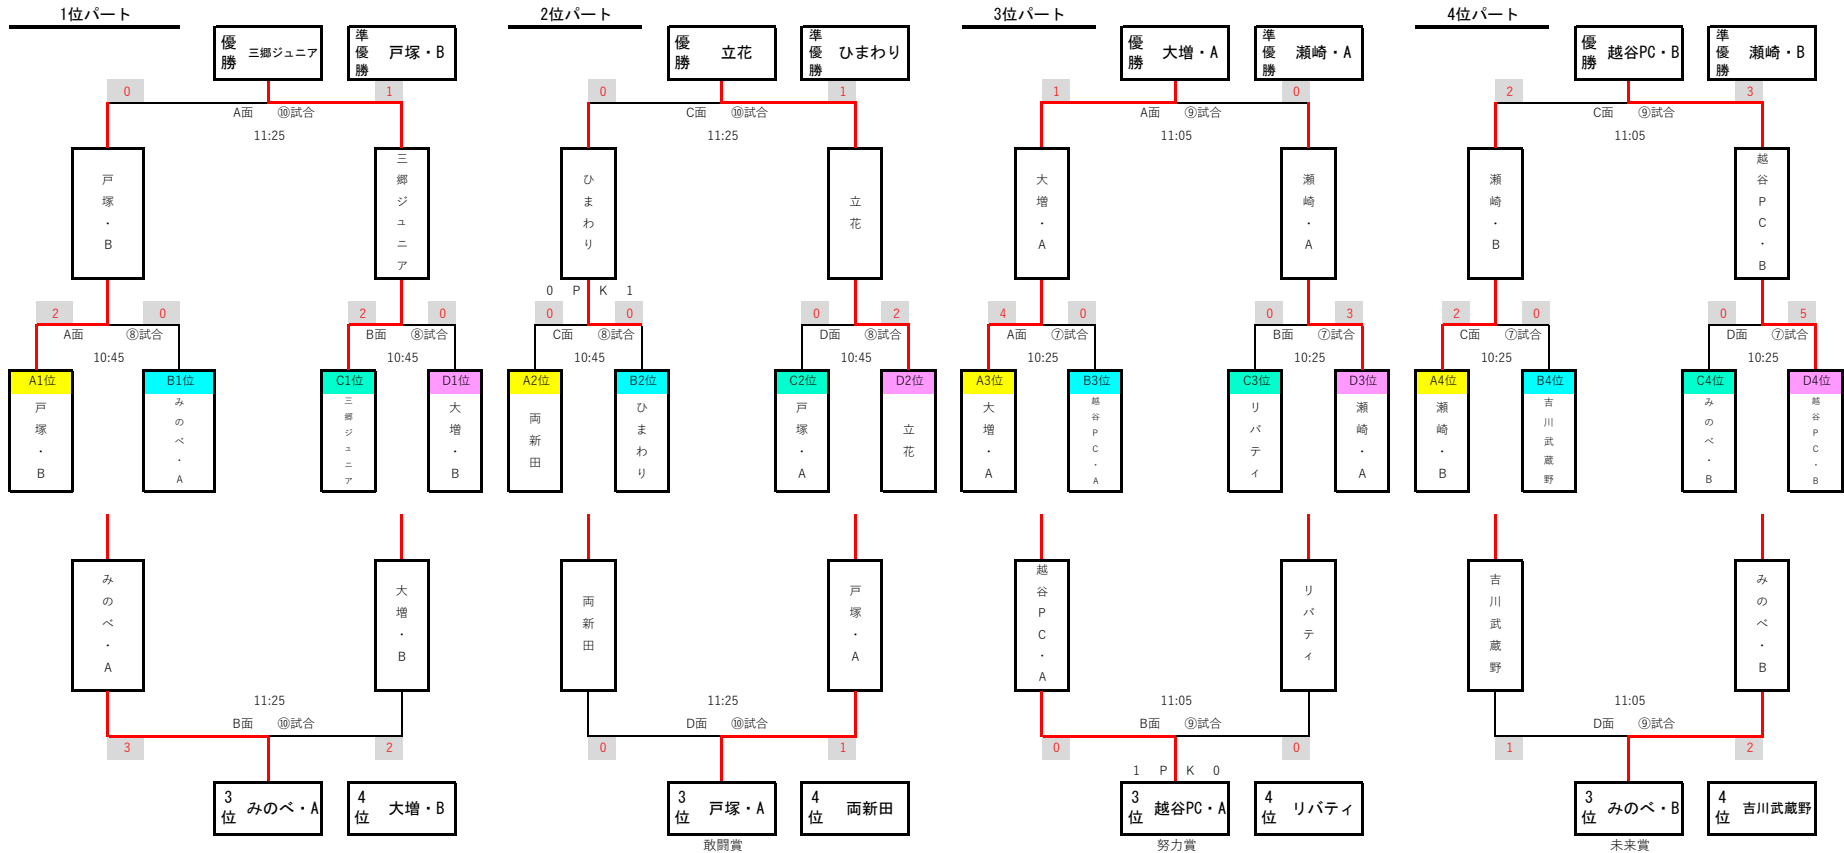 1位パート
2位パート
3位パート
4位パート
優勝 三郷ジュニア
準優勝 戸塚・B
優勝 立花
準優勝 ひまわり
優勝 大増・A
準優勝 瀬崎・A
優勝 越谷PC・B
準優勝 瀬崎・B
0 1 0 1 1 0 2 3
A面 ⑩試合
C面 ⑩試合
A面 ⑨試合
C面 ⑨試合
11:25 11:25 11:05 11:05
戸塚・B
三郷ジュニア
ひまわり
立花
大増・A
瀬崎・A
瀬崎・B
越谷PC・B
0 P K 1
2 0 2 0 0 0 0 2 4 0 0 3 2 0 0 5
A面 ⑧試合
B面 ⑧試合
C面 ⑧試合
D面 ⑧試合
A面 ⑦試合
B面 ⑦試合
C面 ⑦試合
D面 ⑦試合
10:45 10:45 10:45 10:45 10:25 10:25 10:25 10:25
A1位 B1位 C1位 D1位 A2位 B2位 C2位 D2位 A3位 B3位 C3位 D3位 A4位 B4位 C4位 D4位
戸塚・B
みのべ・A
三郷ジュニア
大増・B
両新田
ひまわり
戸塚・A
立花
大増・A
越谷PC・A
リバティ
瀬崎・A
瀬崎・B
吉川武蔵野
みのべ・B
越谷PC・B
みのべ・A
大増・B
両新田
戸塚・A
越谷PC・A
リバティ
吉川武蔵野
みのべ・B
11:25 11:25 11:05 11:05
B面 ⑩試合
D面 ⑩試合
B面 ⑨試合
D面 ⑨試合
3 2 0 1 0 0 1 2
1 P K 0
3位 みのべ・A
4位 大増・B
3位 戸塚・A
4位 両新田
3位 越谷PC・A
4位 リバティ
3位 みのべ・B
4位 吉川武蔵野
敢闘賞
努力賞
未来賞